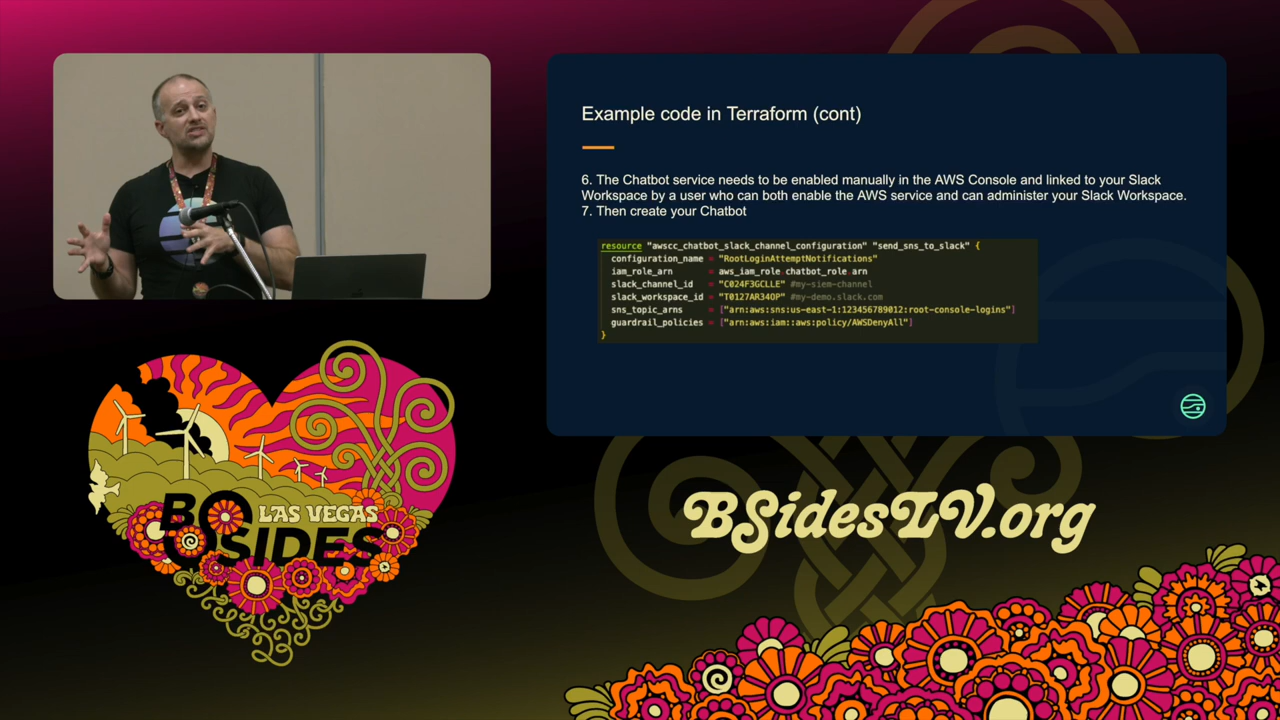 Example code in Terraform (cont)
6. The Chatbot service needs to be enabled manually in the AWS Console and linked to your Slack
Workspace by a user who can both enable the AWS service and can administer your Slack Workspace.
7. Then create your Chatbot
resource "awscc_chatbot_slack_channel_configuration" "send_sns_to_slack" {
configuration_name = "RootLoginAttemptNotifications"
iam_role_arn = aws_iam_role.chatbot_role.arn
slack_channel_id = "C024F3GCLLE" #my-siem-channel
slack_workspace_id = "T0127AR34OP" #my-demo.slack.com
sns_topic_arns = ["arn:aws:sns:us-east-1:123456789012:root-console-logins"]
guardrail_policies = ["arn:aws:iam::aws:policy/AWSDenyAll"]
}
LAS VEGAS
BSidesLV.org